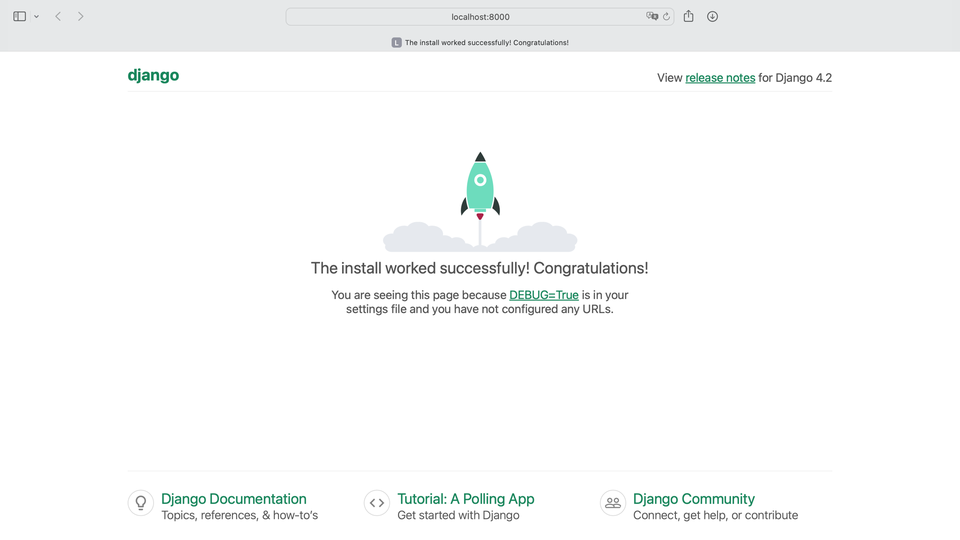 localhost:8000
L The install worked successfully! Congratulations!
django
View release notes for Django 4.2
The install worked successfully! Congratulations!
You are seeing this page because DEBUG=True is in your
settings file and you have not configured any URLs.
Django Documentation
Topics, references, & how-to's
Tutorial: A Polling App
Get started with Django
Django Community
Connect, get help, or contribute